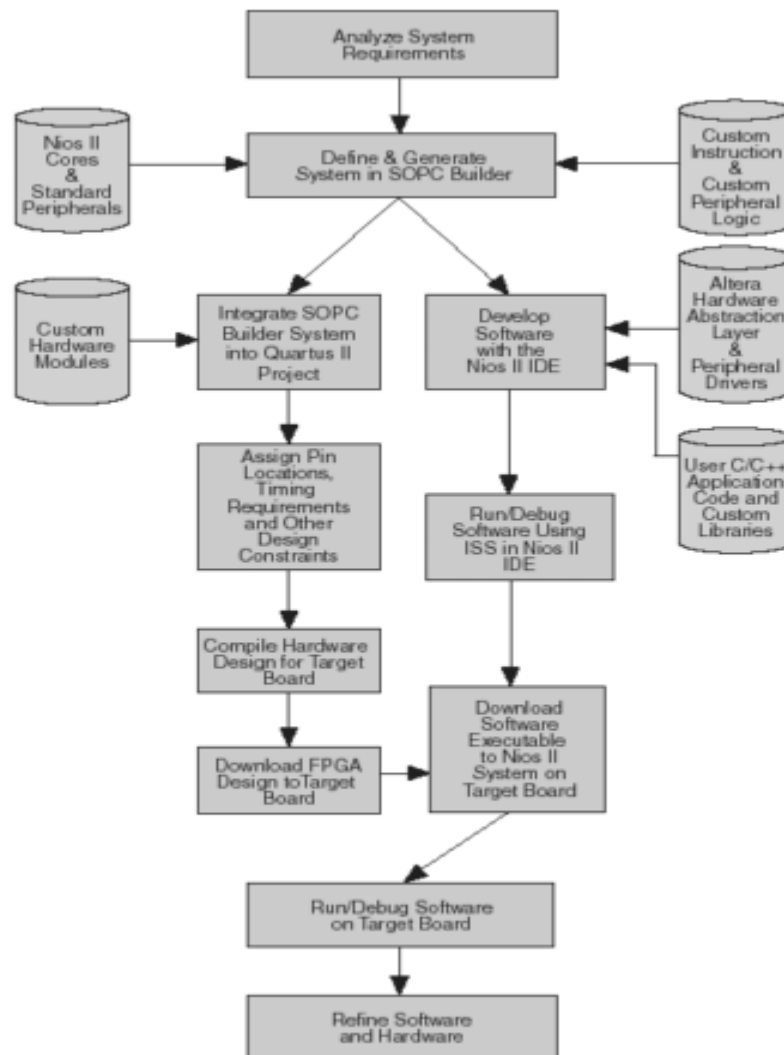 Analyze System
Requirements
Nios II
Cores
&
Standard
Peripherals
Define & Generate
System in SOPC Builder
Custom
Instruction
&
Custom
Peripheral
Logic
Custom
Hardware
Modules
Integrate SOPC
Builder System
into Quartus II
Project
Develop
Software
with the
Nios II IDE
Altera
Hardware
Abstraction
Layer
&
Peripheral
Drivers
Assign Pin
Locations,
Timing
Requirements
and Other
Design
Constraints
Run/Debug
Software Using
ISS in Nios II
IDE
User C/C++
Application
Code and
Custom
Libraries
Compile Hardware
Design for Target
Board
Download FPGA
Design toTarget
Board
Download
Software
Executable
to Nios II
System on
Target Board
Run/Debug Software
on Target Board
Refine Software
and Hardware